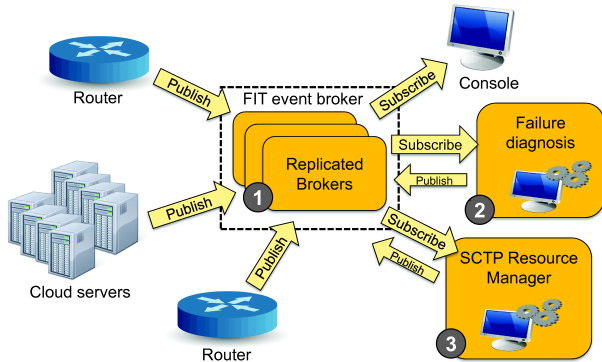 Router
Publish
FIT event broker
Subscribe
Console
Replicated
Brokers
1
Subscribe
Publish
Failure
diagnosis
2
Cloud servers
Publish
Publish
Router
Subscribe
Publish
SCTP Resource
Manager
3